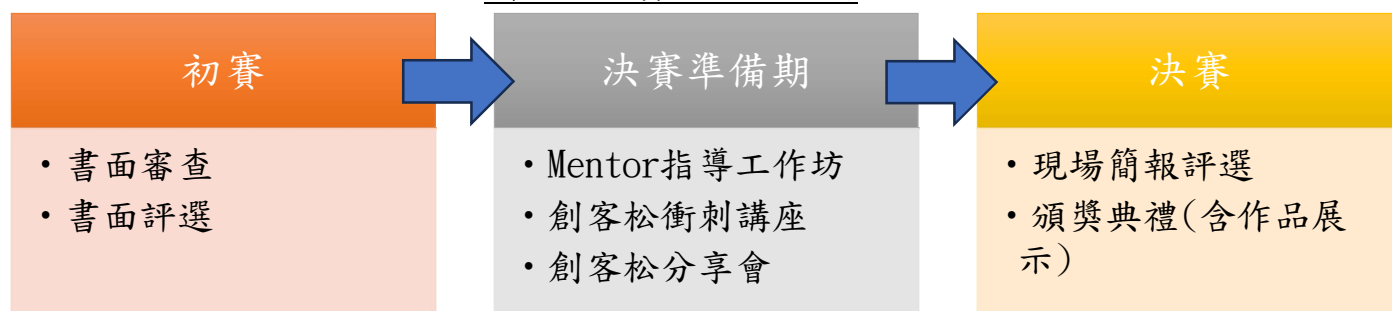 初賽
・書面審查
・書面評選
決賽準備期
・Mentor指導工作坊
・創客松衝刺講座
・創客松分享會
決賽
・現場簡報評選
・頒獎典禮(含作品展
示)